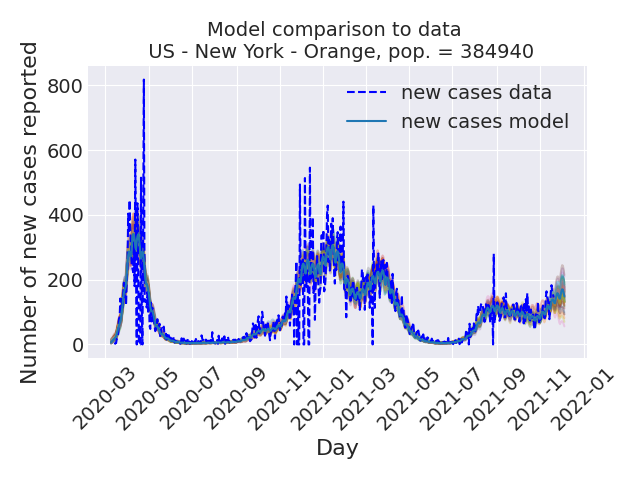 Model comparison to data
US - New York - Orange, pop. = 384940
Number of new cases reported
800
600
400
200
0
new cases data
new cases model
2020-03
2020-05
2020-07
2020-09
2020-11
2021-01
2021-03
2021-05
2021-07
2021-09
2021-11
2022-01
Day